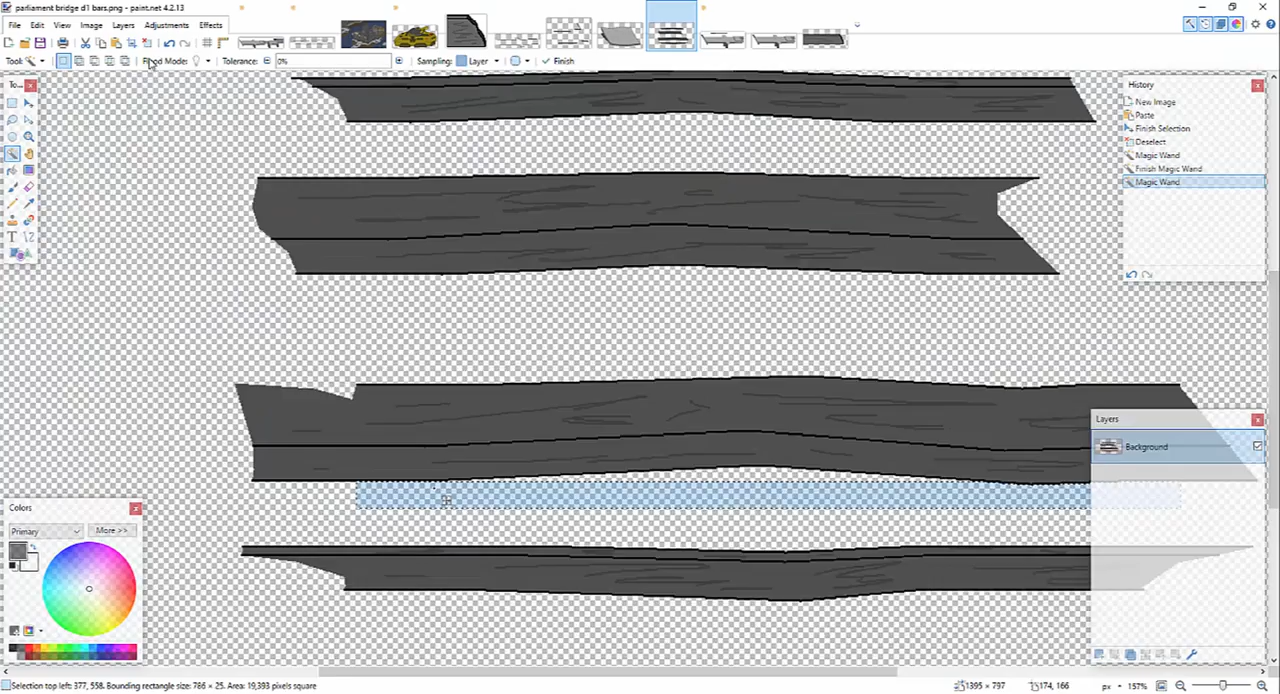 parliament bridge d1 bars.png - paint.net 4.2.13
File Edit View Image Layers Adjustments Effects
Tool: Flood Mode: Tolerance: 0% Sampling: Layer Finish
To...
History
New Image
Paste
Finish Selection
Deselect
Magic Wand
Finish Magic Wand
Magic Wand
Layers
Background
Colors
Primary
More >>
Selection top left: 377, 558. Bounding rectangle size: 786 × 25. Area: 19,393 pixels square
1395 × 797
174, 166
px
157%